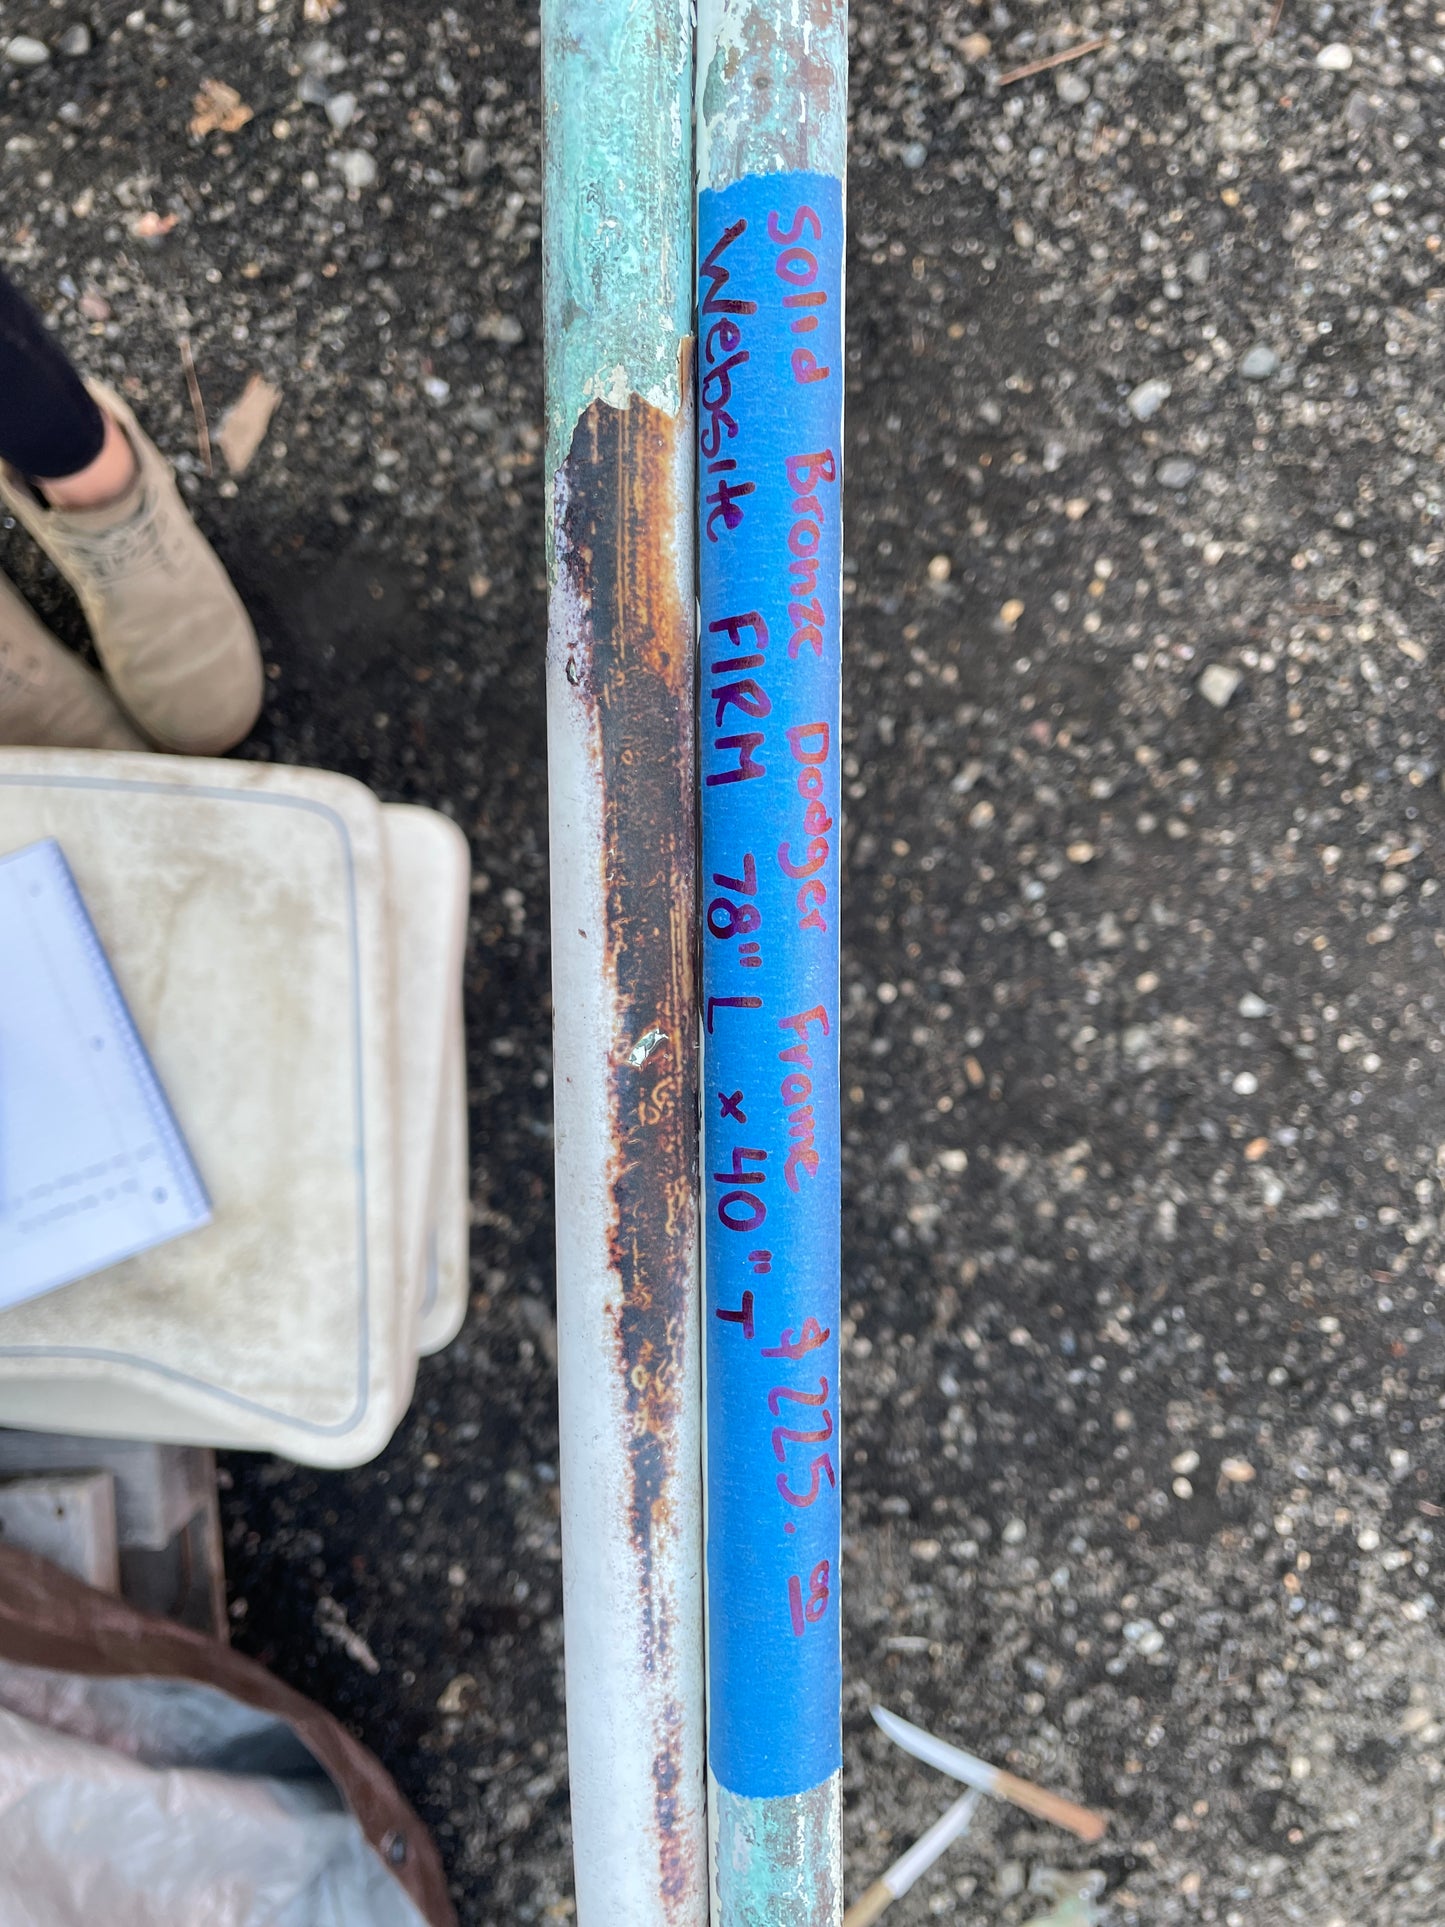 Solid Bronze Dodger Frame $225.00
Website FIRM 78" L x 40" T